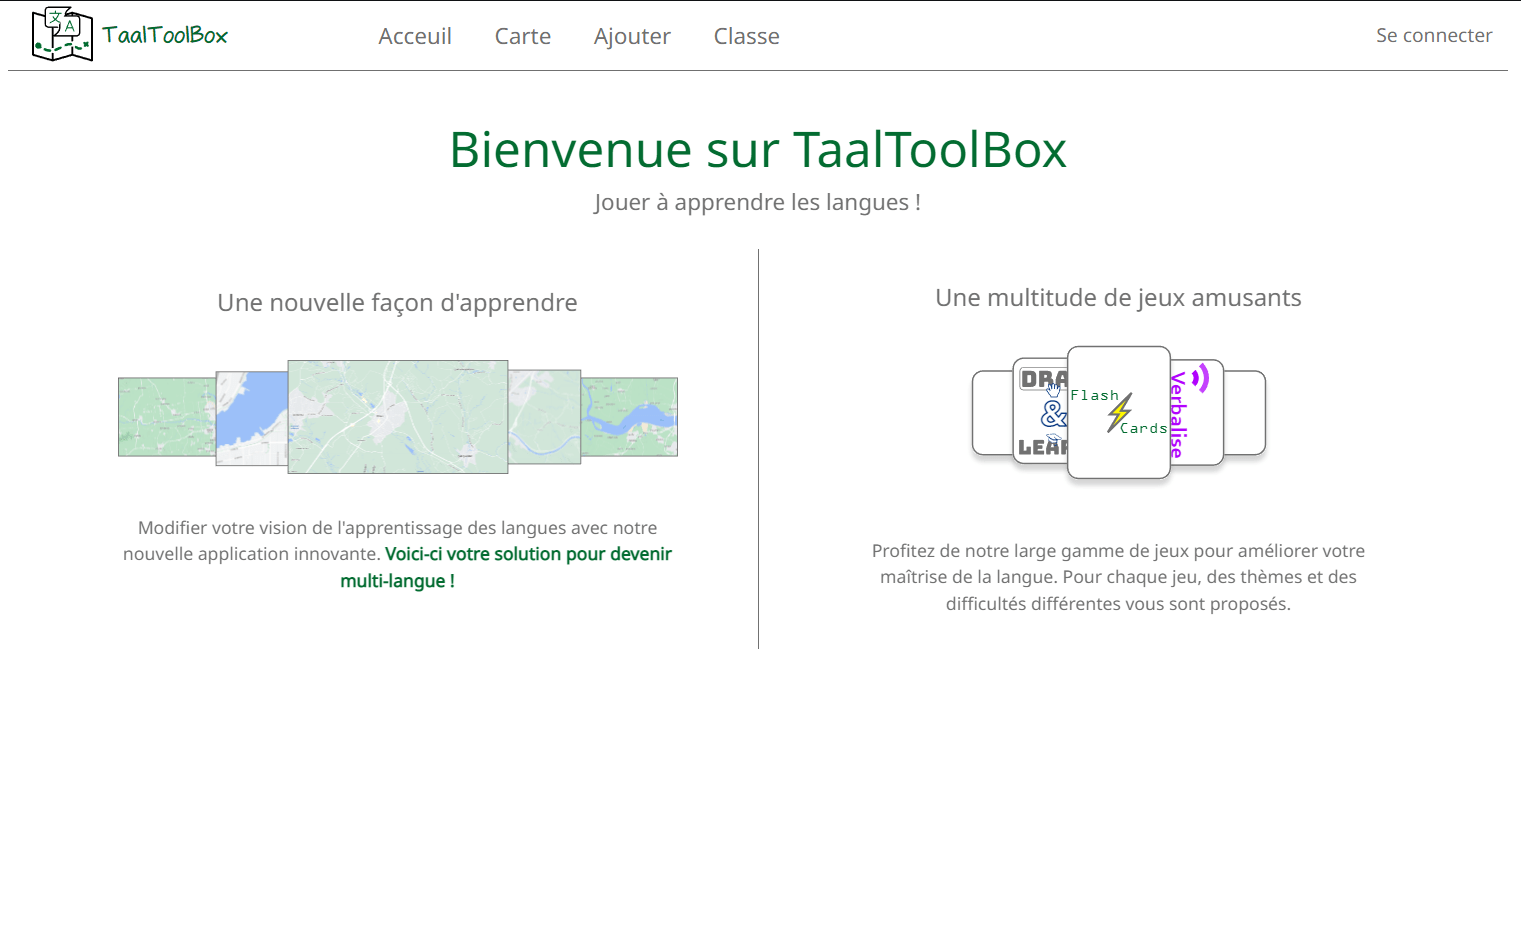 文
A
TaalToolBox
Acceuil
Carte
Ajouter
Classe
Se connecter
Bienvenue sur TaalToolBox
Jouer à apprendre les langues !
Une nouvelle façon d'apprendre
Modifier votre vision de l'apprentissage des langues avec notre
nouvelle application innovante. Voici-ci votre solution pour devenir
multi-langue !
Une multitude de jeux amusants
DRA
&
LEAR
Flash
Cards
Verbalise
Profitez de notre large gamme de jeux pour améliorer votre
maîtrise de la langue. Pour chaque jeu, des thèmes et des
difficultés différentes vous sont proposés.